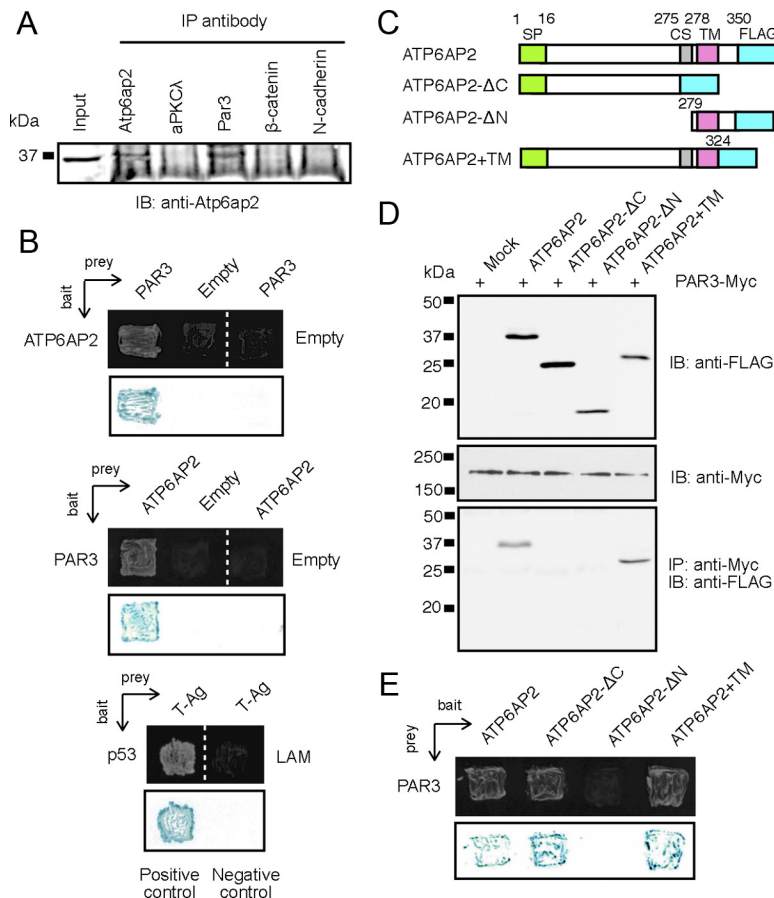 A
IP antibody
kDa
Input
Atp6ap2
aPKCλ
Par3
β-catenin
N-cadherin
37
IB: anti-Atp6ap2
B
prey
bait
PAR3
Empty
PAR3
ATP6AP2
Empty
prey
bait
ATP6AP2
Empty
ATP6AP2
PAR3
Empty
prey
bait
T-Ag
T-Ag
p53
LAM
Positive control
Negative control
C
1 16 275 278 350
SP CS TM FLAG
ATP6AP2
ATP6AP2-ΔC
279
ATP6AP2-ΔN
324
ATP6AP2+TM
D
Mock
ATP6AP2
ATP6AP2-ΔC
ATP6AP2-ΔN
ATP6AP2+TM
kDa
+ + + + + PAR3-Myc
50
37
25
20
IB: anti-FLAG
250
150
IB: anti-Myc
50
37
25
20
IP: anti-Myc
IB: anti-FLAG
E
bait
prey
ATP6AP2
ATP6AP2-ΔC
ATP6AP2-ΔN
ATP6AP2+TM
PAR3